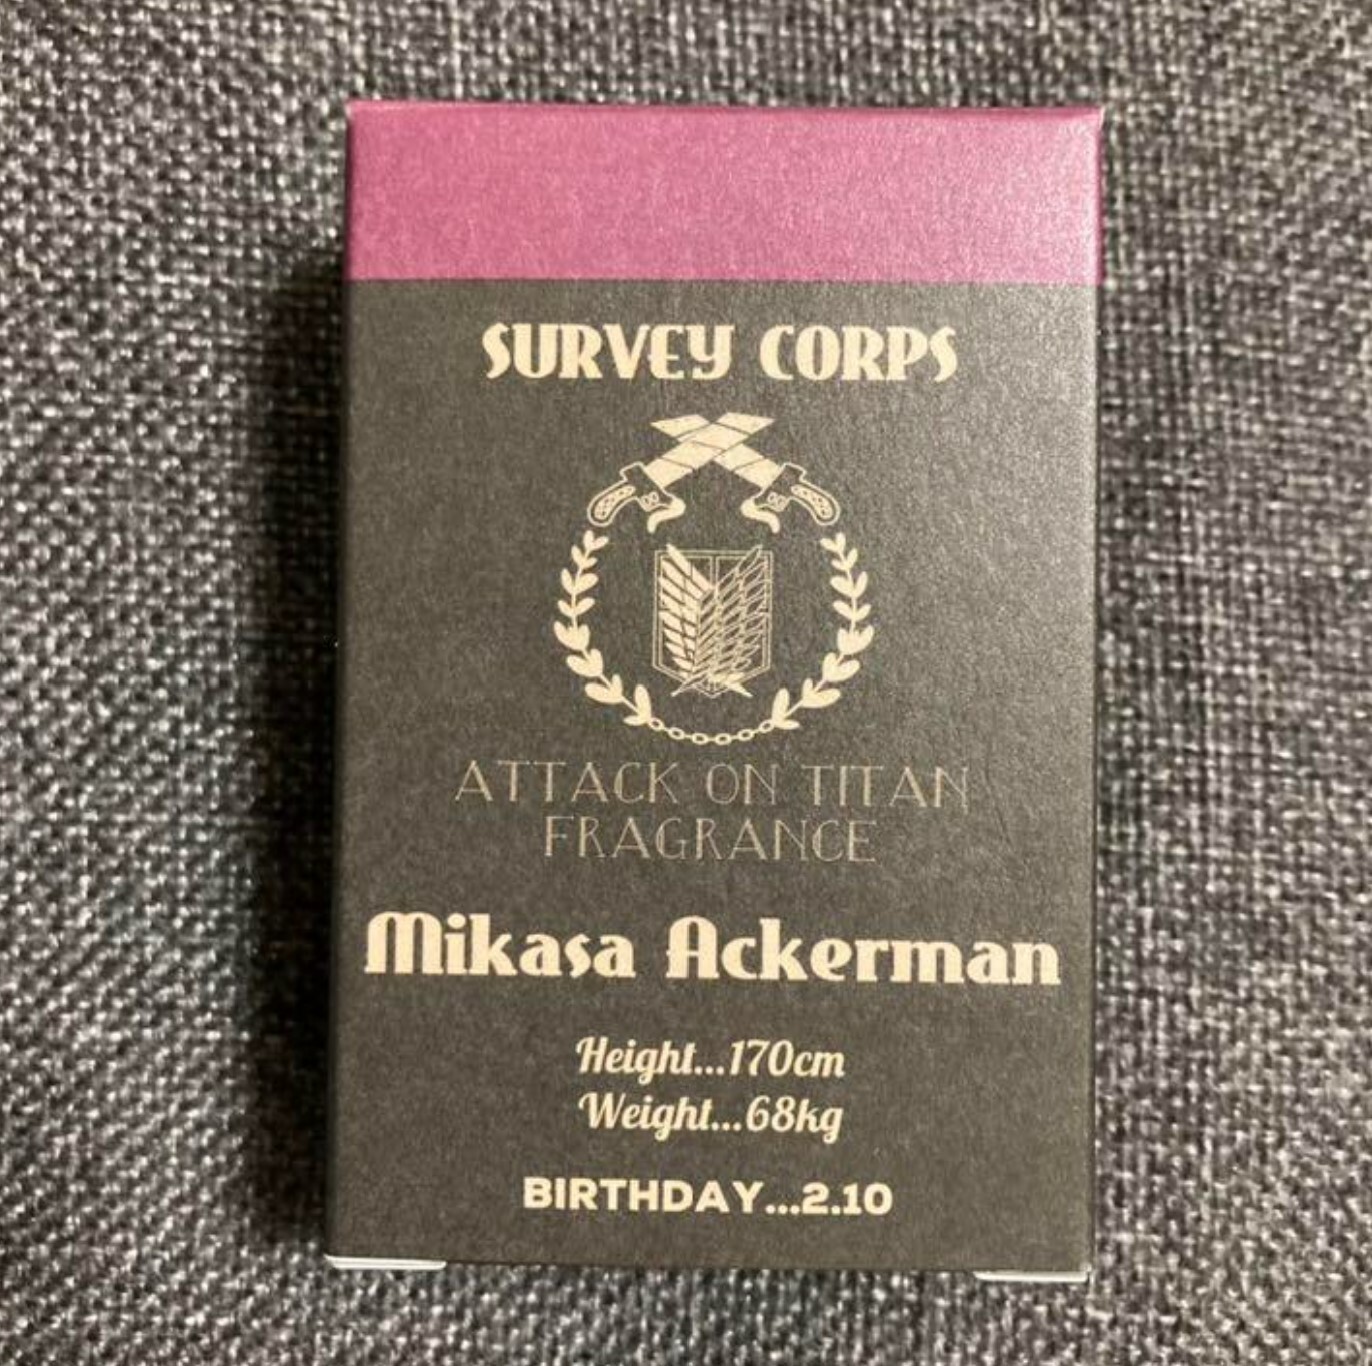 SURVEY CORPS
ATTACK ON TITAN
FRAGRANCE
Mikasa Ackerman
Height...170cm
Weight...68kg
BIRTHDAY...2.10